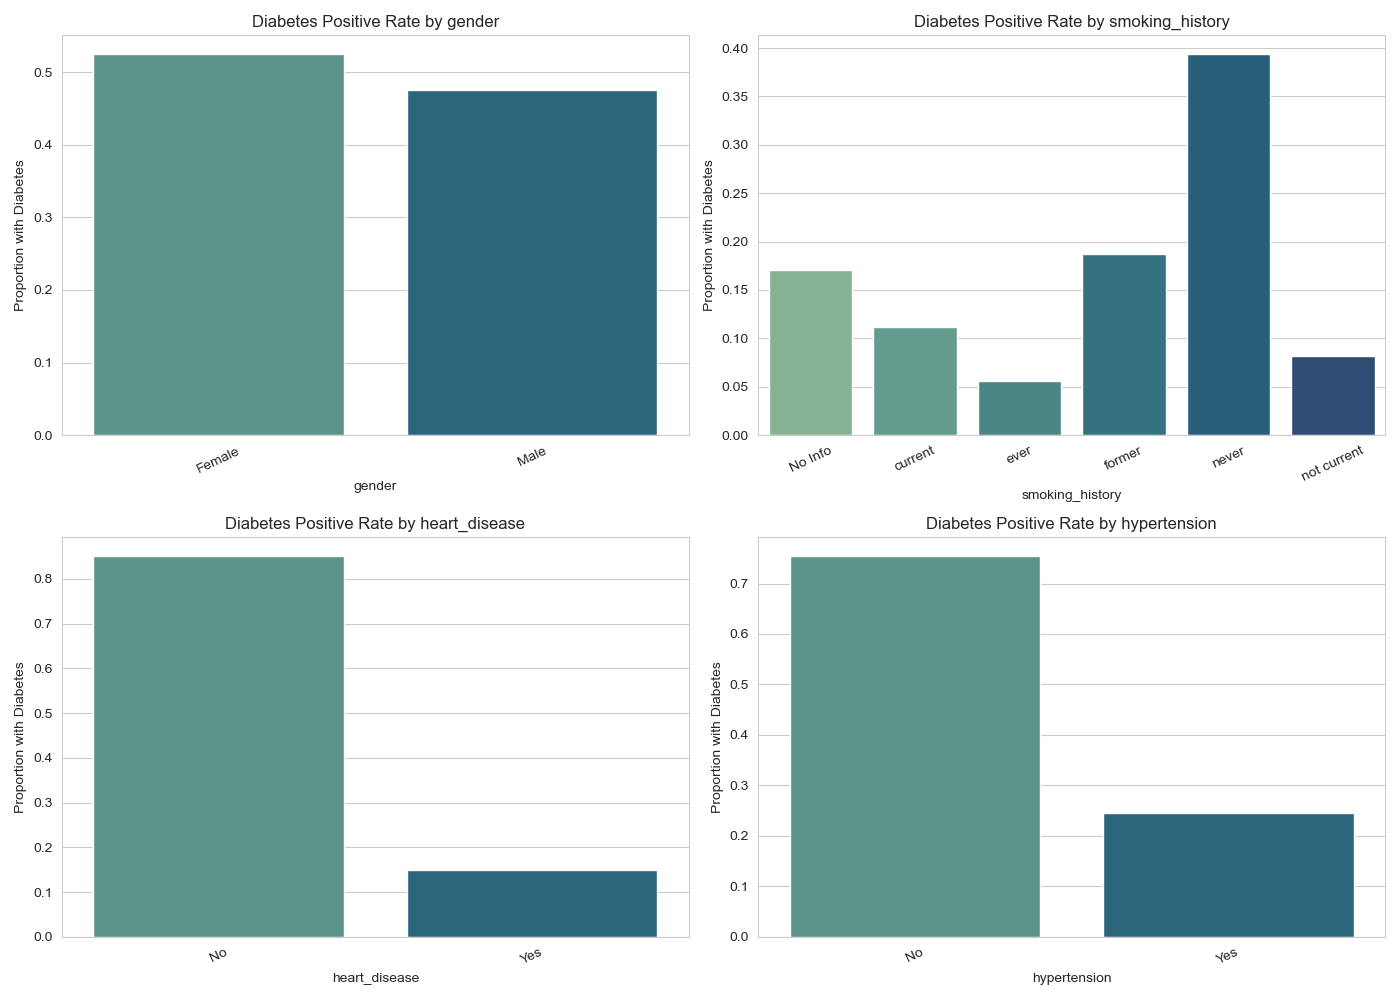 Diabetes Positive Rate by gender
Proportion with Diabetes
0.5
0.4
0.3
0.2
0.1
0.0
Female
Male
gender
Diabetes Positive Rate by smoking_history
Proportion with Diabetes
0.40
0.35
0.30
0.25
0.20
0.15
0.10
0.05
0.00
No Info
current
ever
former
never
not current
smoking_history
Diabetes Positive Rate by heart_disease
Proportion with Diabetes
0.8
0.7
0.6
0.5
0.4
0.3
0.2
0.1
0.0
No
Yes
heart_disease
Diabetes Positive Rate by hypertension
Proportion with Diabetes
0.7
0.6
0.5
0.4
0.3
0.2
0.1
0.0
No
Yes
hypertension